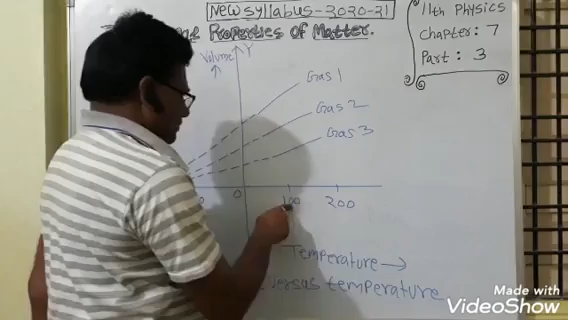 New syllabus-2020-21
Properties of Matter.
11th Physics
chapter: 7
Part: 3
Volume
Y
Gas 1
Gas 2
Gas 3
0 100 200
Temperature
versus temperature
Made with
VideoShow